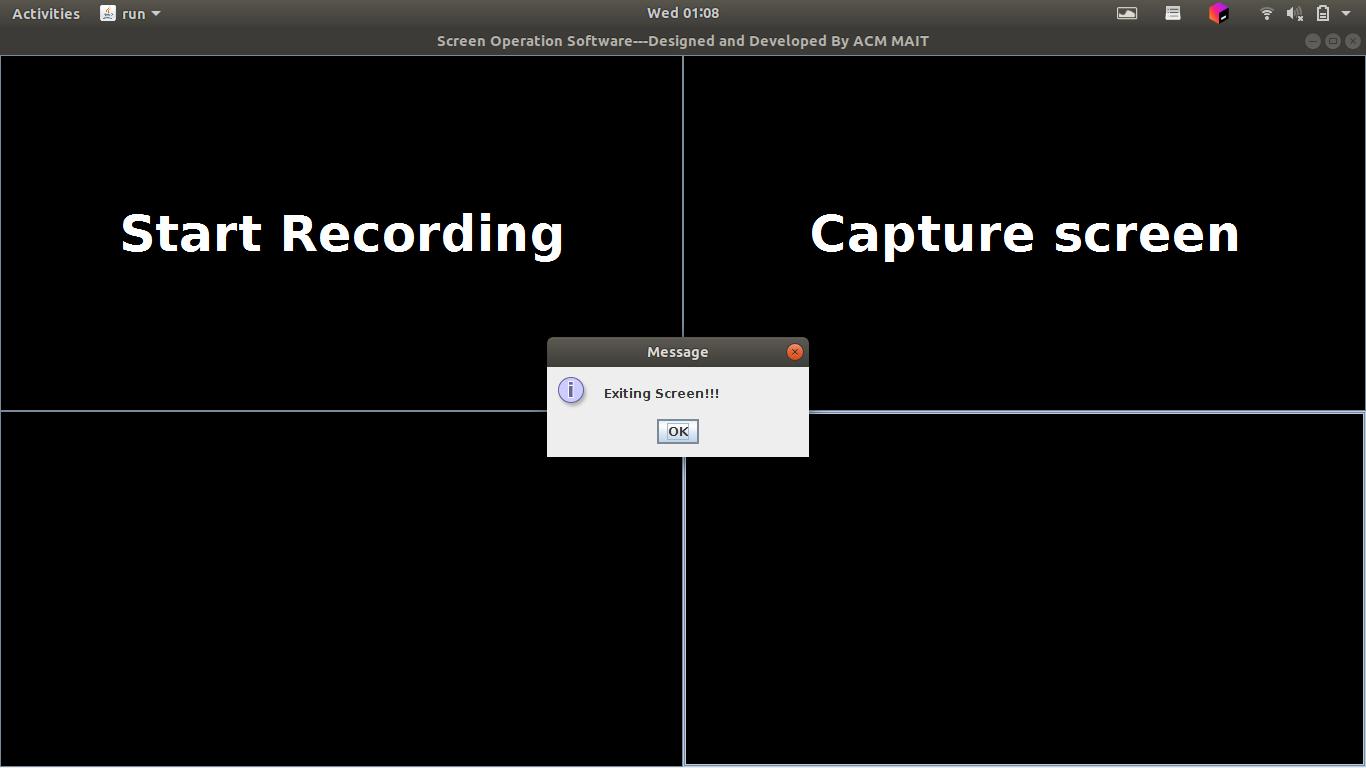 Activities
run
Wed 01:08
Screen Operation Software---Designed and Developed By ACM MAIT
Start Recording
Capture screen
Message
Exiting Screen!!!
OK